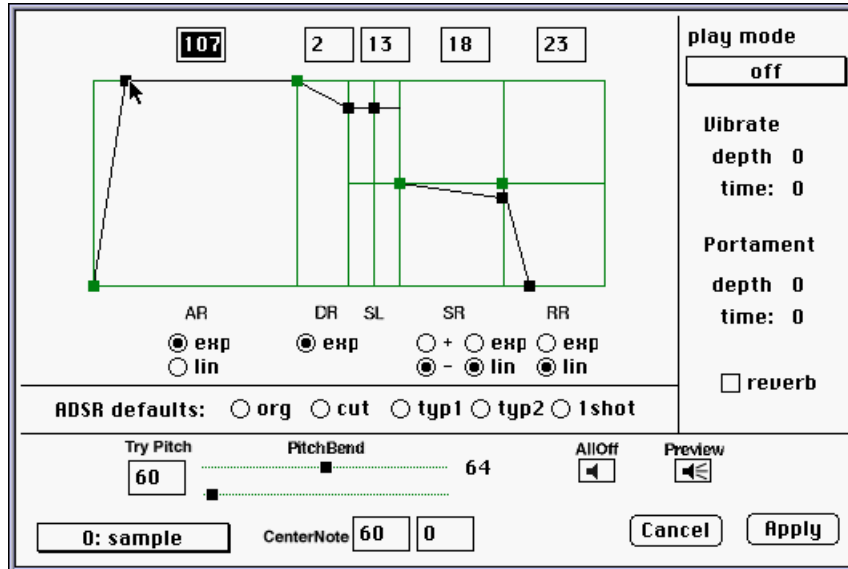 107 2 13 18 23
play mode
off
Vibrate
depth 0
time: 0
Portament
depth 0
time: 0
reverb
AR DR SL SR RR
exp exp + exp exp
lin - lin lin
ADSR defaults: org cut typ1 typ2 1shot
Try Pitch PitchBend AllOff Preview
60 64
0: sample CenterNote 60 0 Cancel Apply